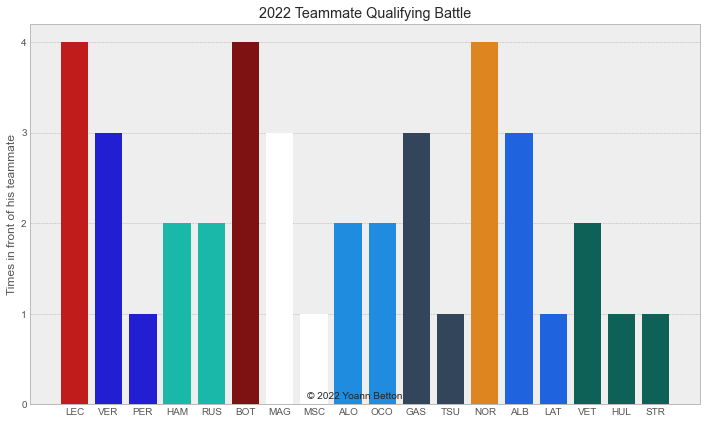 2022 Teammate Qualifying Battle
Times in front of his teammate
4
3
2
1
0
© 2022 Yoann Betton
LEC VER PER HAM RUS BOT MAG MSC ALO OCO GAS TSU NOR ALB LAT VET HUL STR